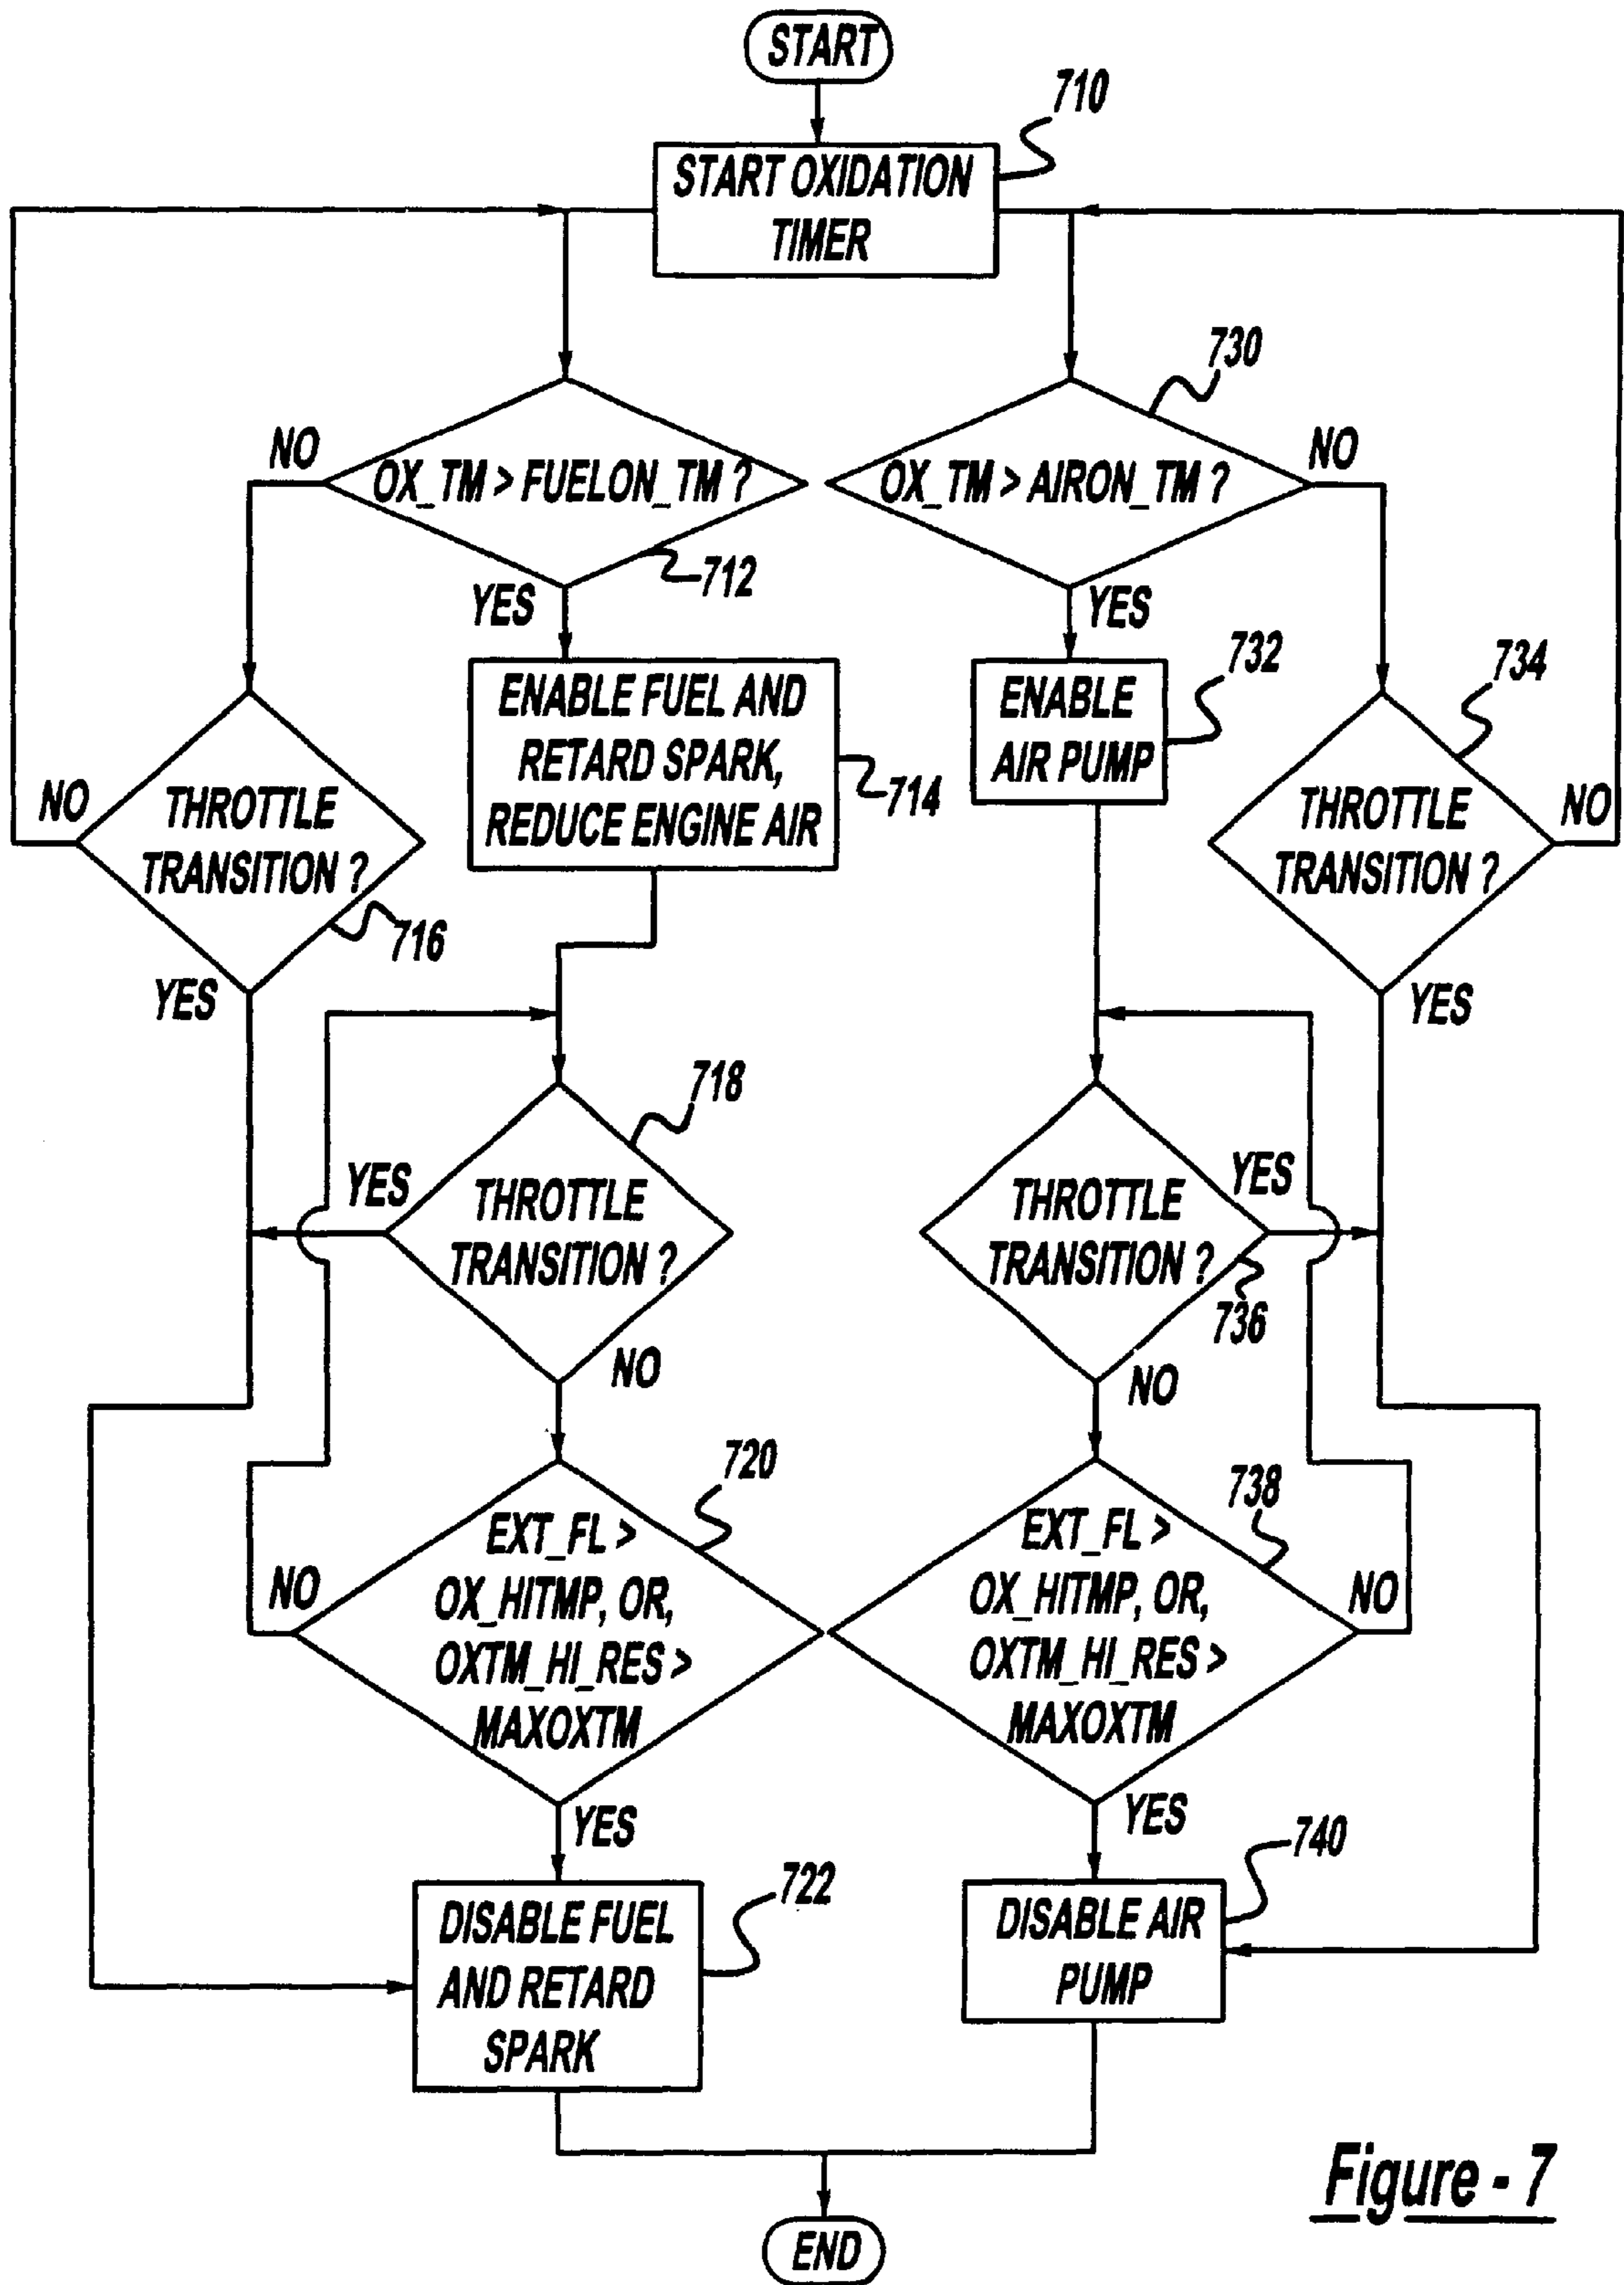 START
710
START OXIDATION
TIMER
730
NO
OX_TM > FUELON_TM ?
OX_TM > AIRON_TM ?
NO
712
YES
YES
732
734
ENABLE FUEL AND
RETARD SPARK,
REDUCE ENGINE AIR
714
ENABLE
AIR PUMP
NO
THROTTLE
TRANSITION ?
716
THROTTLE
TRANSITION ?
NO
YES
YES
718
YES
THROTTLE
TRANSITION ?
THROTTLE
TRANSITION ?
YES
736
NO
NO
720
738
NO
EXT_FL >
OX_HITMP, OR,
OXTM_HI_RES >
MAXOXTM
EXT_FL >
OX_HITMP, OR,
OXTM_HI_RES >
MAXOXTM
NO
YES
YES
722
740
DISABLE FUEL
AND RETARD
SPARK
DISABLE AIR
PUMP
END
Figure - 7